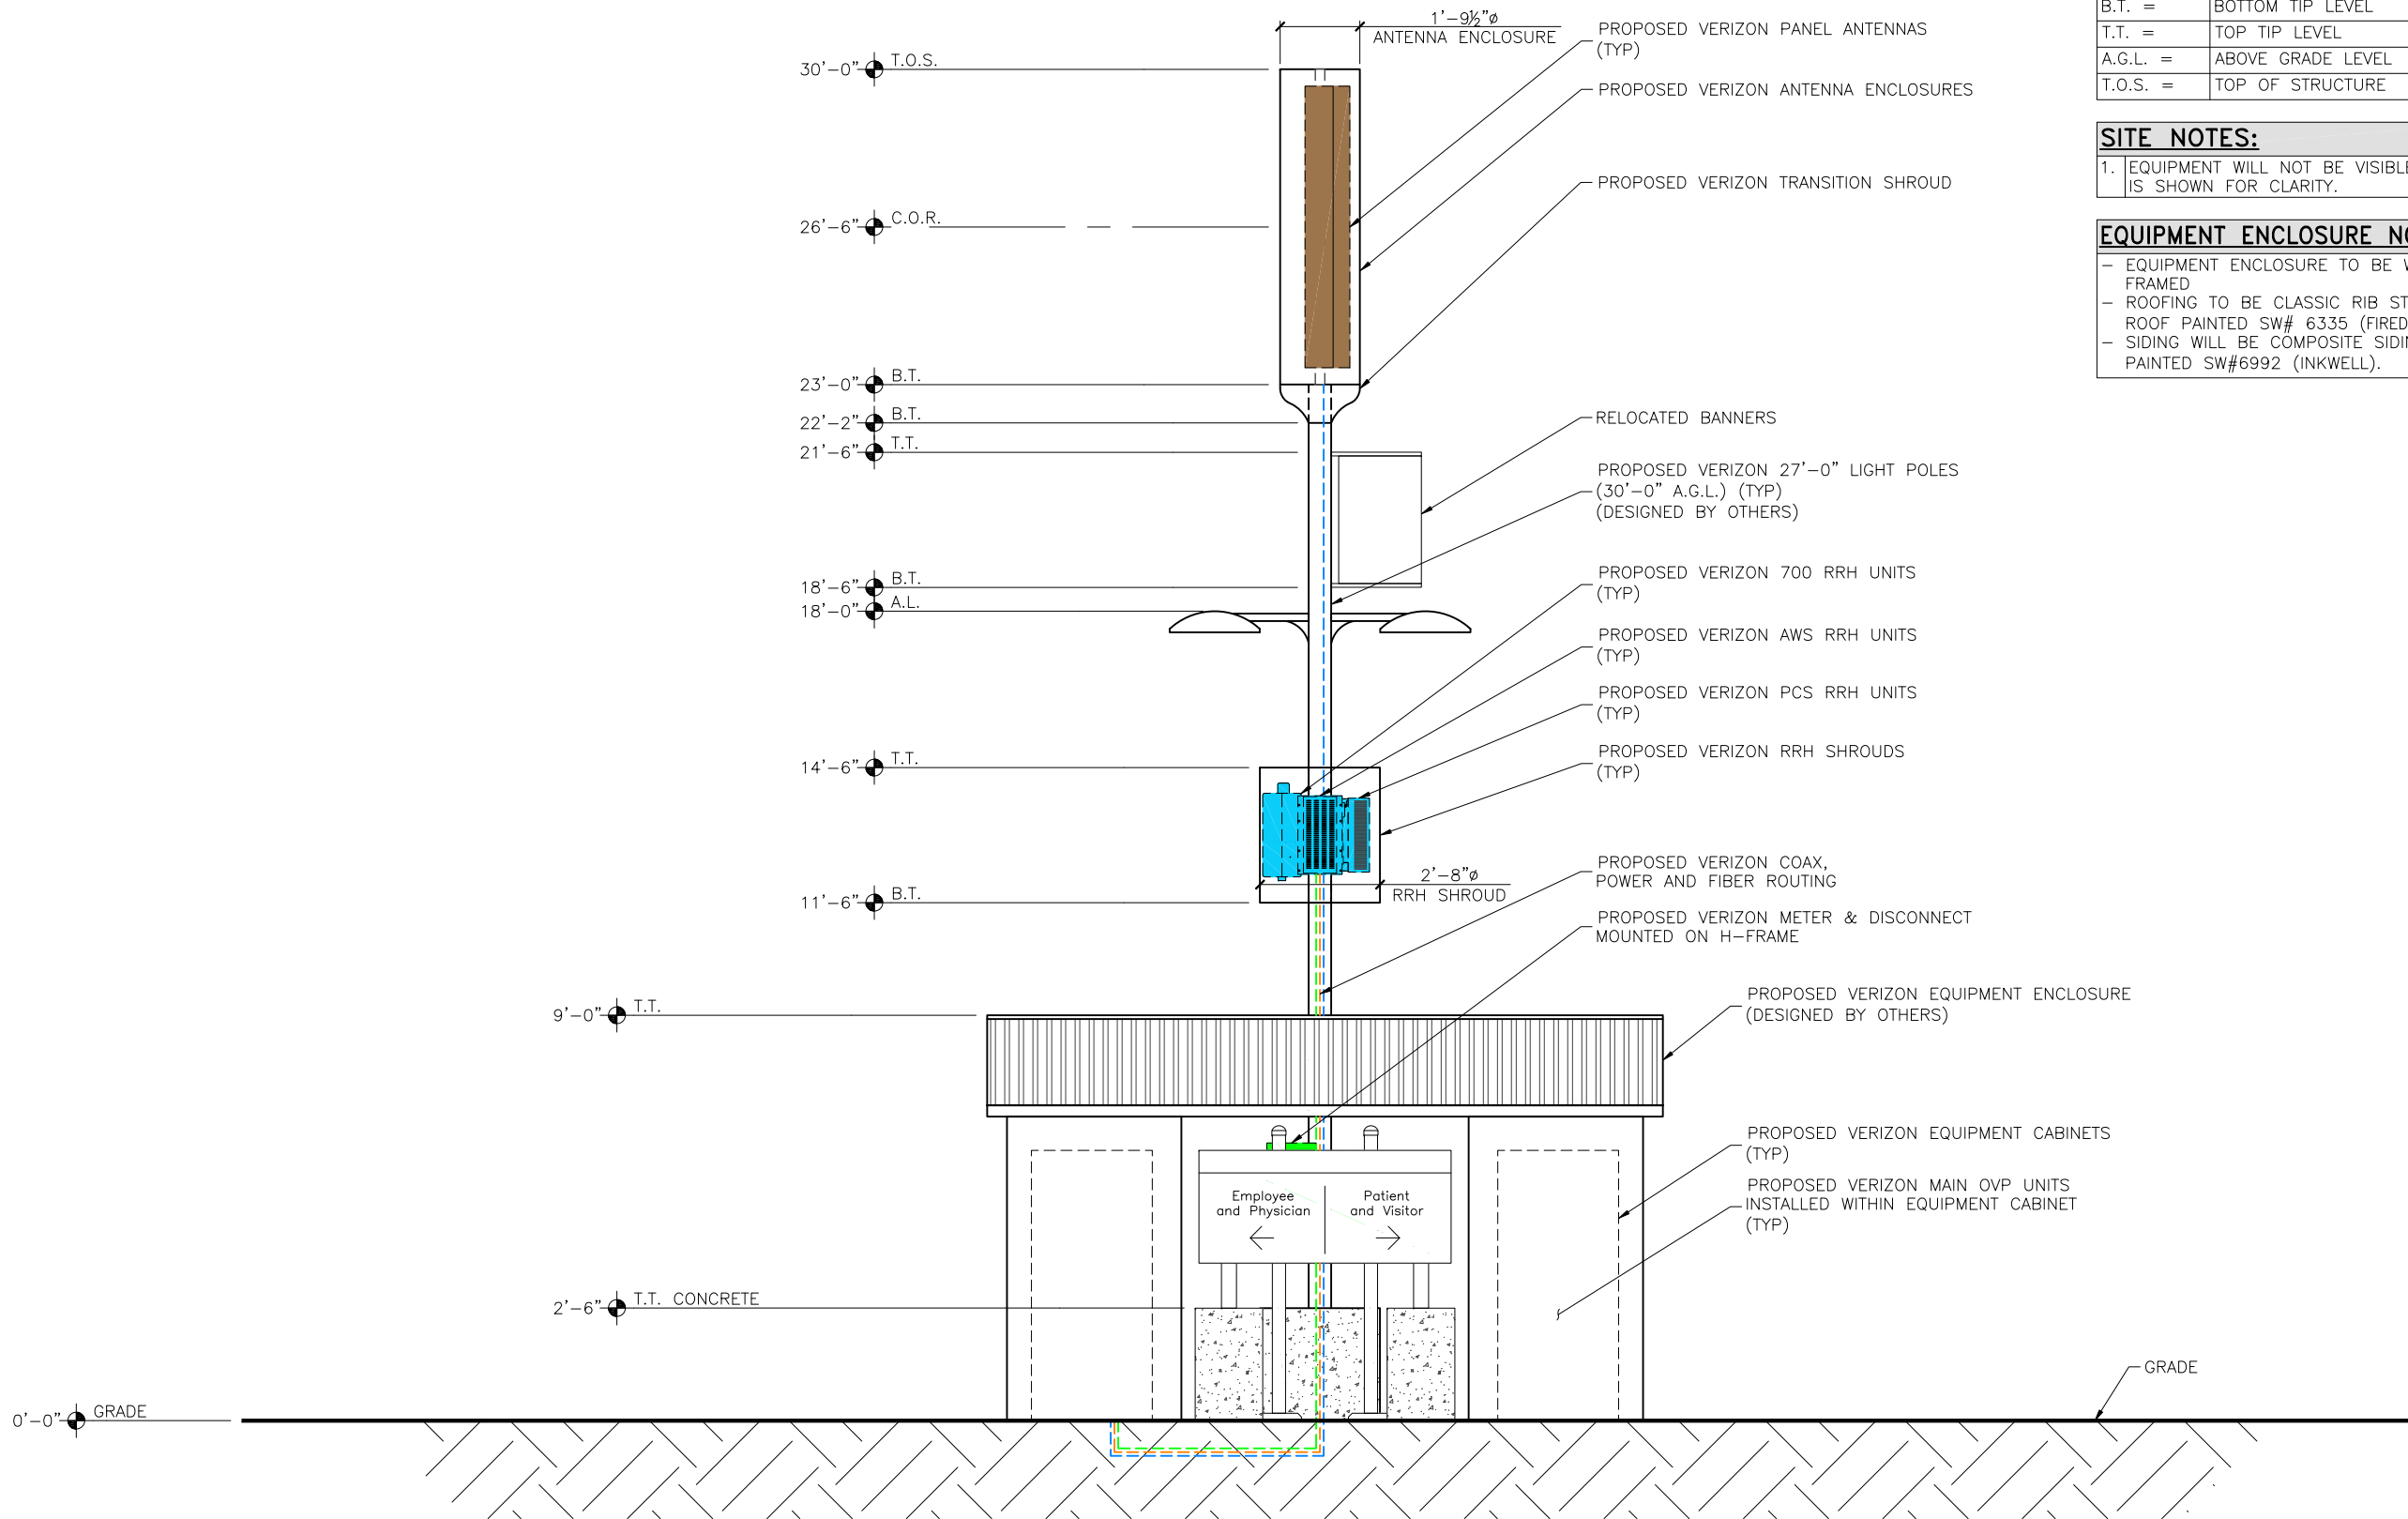 1'-9½"ø
ANTENNA ENCLOSURE
30'-0" T.O.S.
26'-6" C.O.R.
23'-0" B.T.
22'-2" B.T.
21'-6" T.T.
18'-6" B.T.
18'-0" A.L.
14'-6" T.T.
11'-6" B.T.
9'-0" T.T.
2'-6" T.T. CONCRETE
0'-0" GRADE
PROPOSED VERIZON PANEL ANTENNAS
(TYP)
PROPOSED VERIZON ANTENNA ENCLOSURES
PROPOSED VERIZON TRANSITION SHROUD
RELOCATED BANNERS
PROPOSED VERIZON 27'-0" LIGHT POLES
(30'-0" A.G.L.) (TYP)
(DESIGNED BY OTHERS)
PROPOSED VERIZON 700 RRH UNITS
(TYP)
PROPOSED VERIZON AWS RRH UNITS
(TYP)
PROPOSED VERIZON PCS RRH UNITS
(TYP)
PROPOSED VERIZON RRH SHROUDS
(TYP)
2'-8"ø
RRH SHROUD
PROPOSED VERIZON COAX,
POWER AND FIBER ROUTING
PROPOSED VERIZON METER & DISCONNECT
MOUNTED ON H-FRAME
PROPOSED VERIZON EQUIPMENT ENCLOSURE
(DESIGNED BY OTHERS)
PROPOSED VERIZON EQUIPMENT CABINETS
(TYP)
PROPOSED VERIZON MAIN OVP UNITS
INSTALLED WITHIN EQUIPMENT CABINET
(TYP)
Employee
and Physician
Patient
and Visitor
GRADE
B.T. = BOTTOM TIP LEVEL
T.T. = TOP TIP LEVEL
A.G.L. = ABOVE GRADE LEVEL
T.O.S. = TOP OF STRUCTURE
SITE NOTES:
1. EQUIPMENT WILL NOT BE VISIBLE
IS SHOWN FOR CLARITY.
EQUIPMENT ENCLOSURE
- EQUIPMENT ENCLOSURE TO BE
FRAMED
- ROOFING TO BE CLASSIC RIB
ROOF PAINTED SW# 6335 (FIRED
- SIDING WILL BE COMPOSITE
PAINTED SW#6992 (INKWELL).